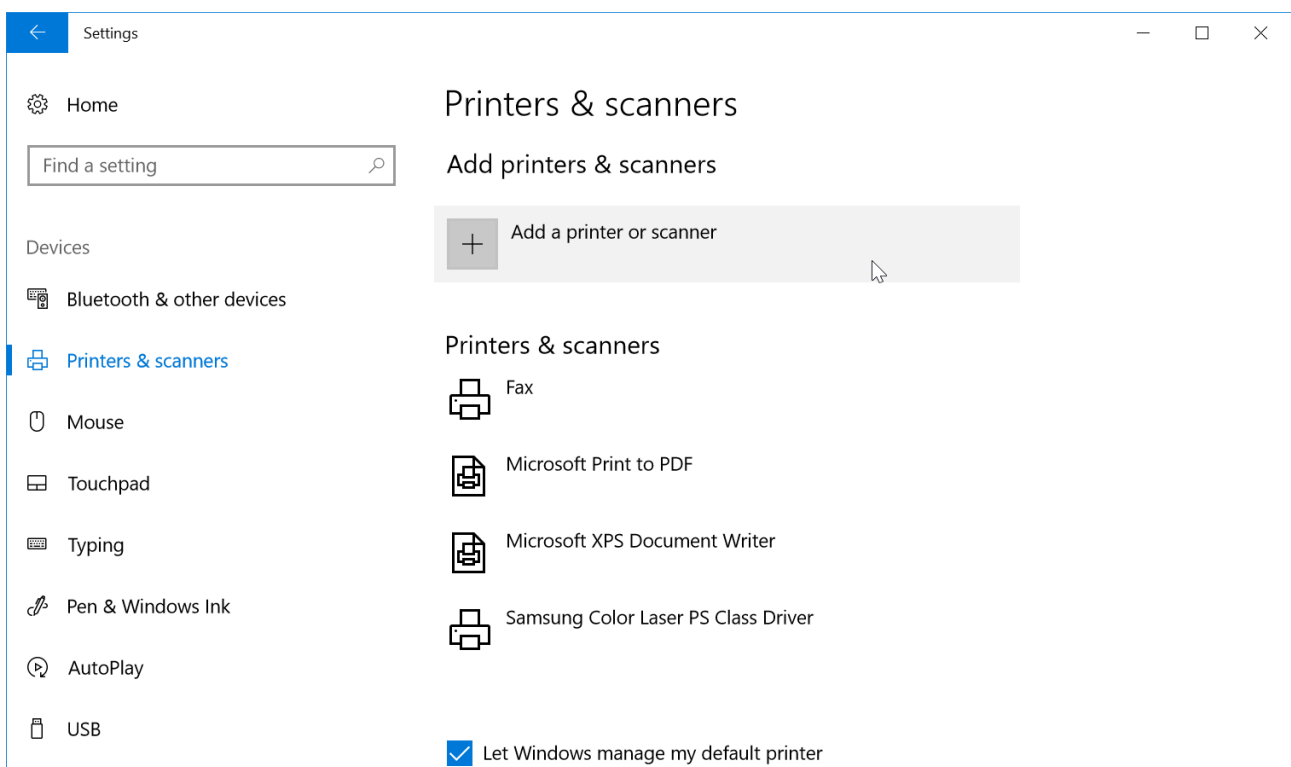 Settings
Home
Find a setting
Devices
Bluetooth & other devices
Printers & scanners
Mouse
Touchpad
Typing
Pen & Windows Ink
AutoPlay
USB
Printers & scanners
Add printers & scanners
Add a printer or scanner
Printers & scanners
Fax
Microsoft Print to PDF
Microsoft XPS Document Writer
Samsung Color Laser PS Class Driver
Let Windows manage my default printer